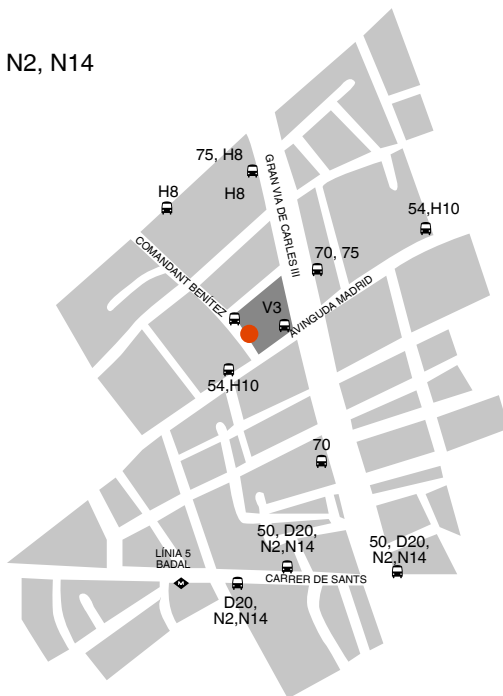 N2, N14
75, H8
H8
H8
GRAN VIA DE CARLES III
54,H10
COMANDANT BENÍTEZ
70, 75
V3
AVINGUDA MADRID
54,H10
70
50, D20,
N2,N14
50, D20,
N2,N14
LÍNIA 5
BADAL
M
CARRER DE SANTS
D20,
N2,N14